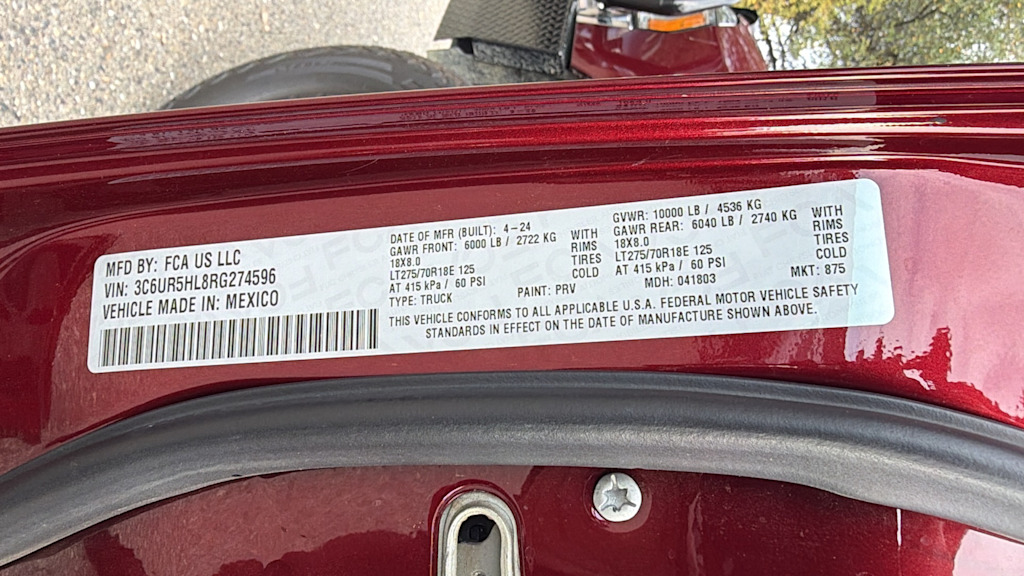 MFD BY: FCA US LLC
VIN: 3C6UR5HL8RG274596
VEHICLE MADE IN: MEXICO
DATE OF MFR (BUILT): 4-24
GAWR FRONT: 6000 LB / 2722 KG WITH
18X8.0 RIMS
LT275/70R18E 125 TIRES
AT 415 kPa / 60 PSI COLD
TYPE: TRUCK PAINT: PRV
GVWR: 10000 LB / 4536 KG
GAWR REAR: 6040 LB / 2740 KG WITH
18X8.0 RIMS
LT275/70R18E 125 TIRES
AT 415 kPa / 60 PSI COLD
MDH: 041803 MKT: 875
THIS VEHICLE CONFORMS TO ALL APPLICABLE U.S.A. FEDERAL MOTOR VEHICLE SAFETY
STANDARDS IN EFFECT ON THE DATE OF MANUFACTURE SHOWN ABOVE.